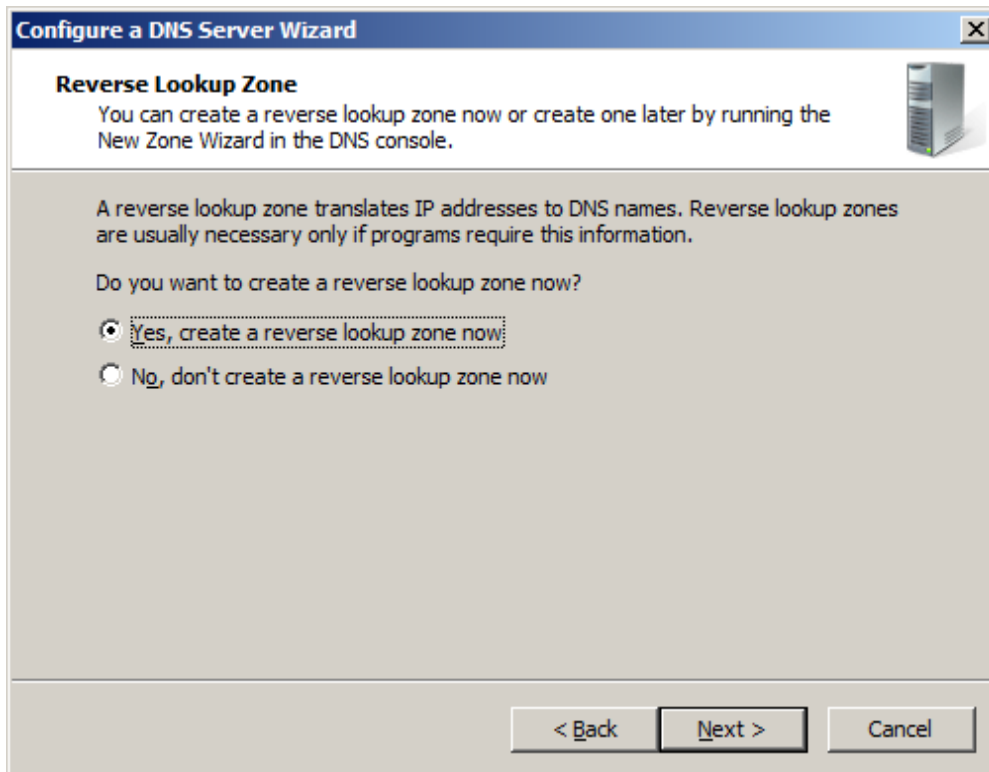 Configure a DNS Server Wizard
Reverse Lookup Zone
You can create a reverse lookup zone now or create one later by running the
New Zone Wizard in the DNS console.
A reverse lookup zone translates IP addresses to DNS names. Reverse lookup zones
are usually necessary only if programs require this information.
Do you want to create a reverse lookup zone now?
Yes, create a reverse lookup zone now
No, don't create a reverse lookup zone now
< Back Next > Cancel